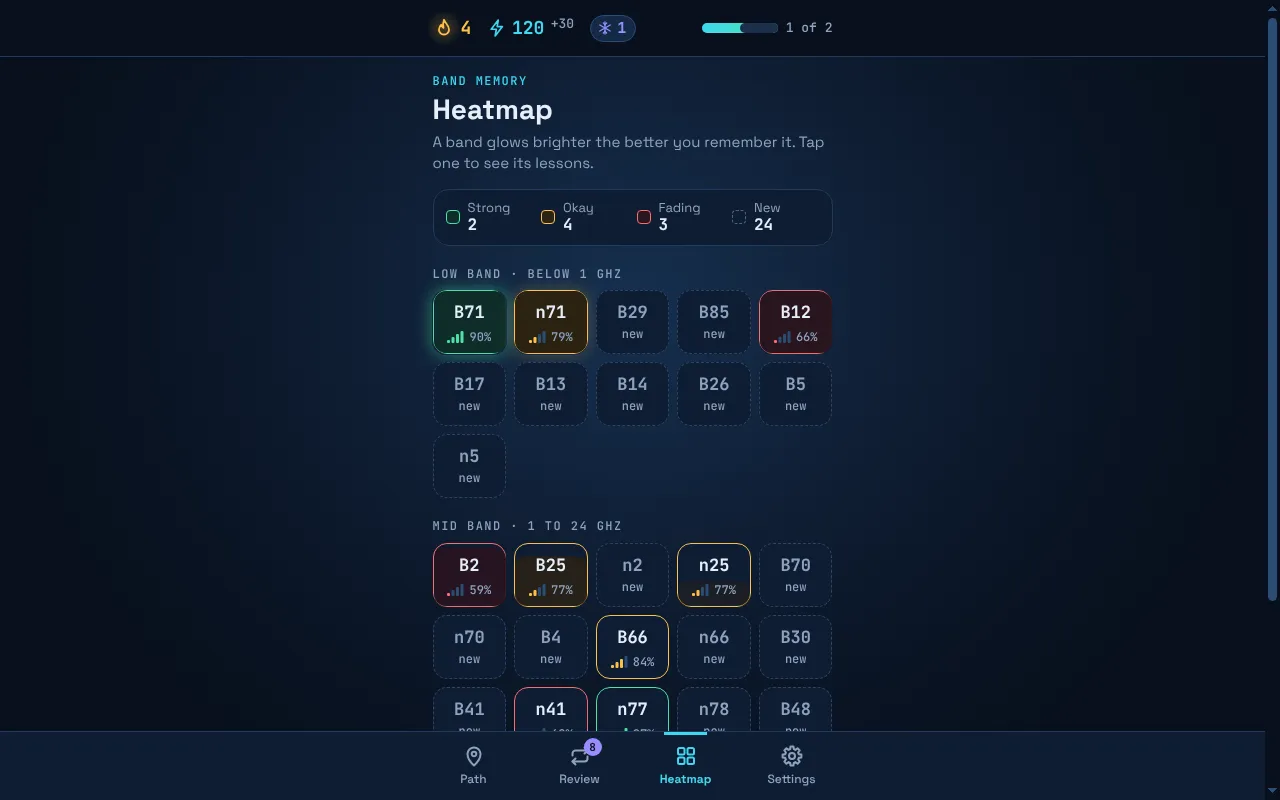 4 120 +30 1 1 of 2
BAND MEMORY
Heatmap
A band glows brighter the better you remember it. Tap
one to see its lessons.
Strong Okay Fading New
2 4 3 24
LOW BAND · BELOW 1 GHZ
B71 n71 B29 B85 B12
90% 79% new new 66%
B17 B13 B14 B26 B5
new new new new new
n5
new
MID BAND · 1 TO 24 GHZ
B2 B25 n2 n25 B70
59% 77% new 77% new
n70 B4 B66 n66 B30
new new 84% new new
B41 n41 n77 n78 B48
8
Path Review Heatmap Settings